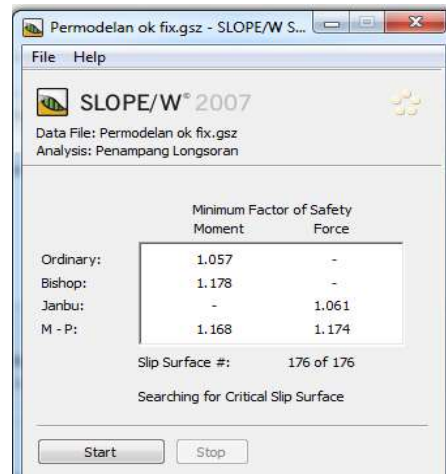 Permodelan ok fix.gsz - SLOPE/W S...
File Help
SLOPE/W® 2007
Data File: Permodelan ok fix.gsz
Analysis: Penampang Longsoran
Minimum Factor of Safety
Moment Force
Ordinary: 1.057 -
Bishop: 1.178 -
Janbu: - 1.061
M - P: 1.168 1.174
Slip Surface #: 176 of 176
Searching for Critical Slip Surface
Start Stop